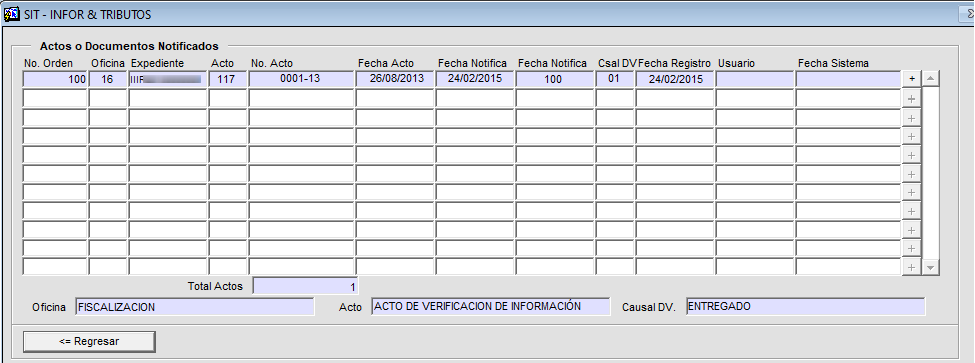 SIT - INFOR & TRIBUTOS
Actos o Documentos Notificados
No. Orden Oficina Expediente Acto No. Acto Fecha Acto Fecha Notifica Fecha Notifica Csal DV Fecha Registro Usuario Fecha Sistema
100 16 117 0001-13 26/08/2013 24/02/2015 100 01 24/02/2015 +
+
+
+
+
+
+
+
+
+
+
Total Actos 1
Oficina FISCALIZACION Acto ACTO DE VERIFICACION DE INFORMACIÓN Causal DV. ENTREGADO
<= Regresar